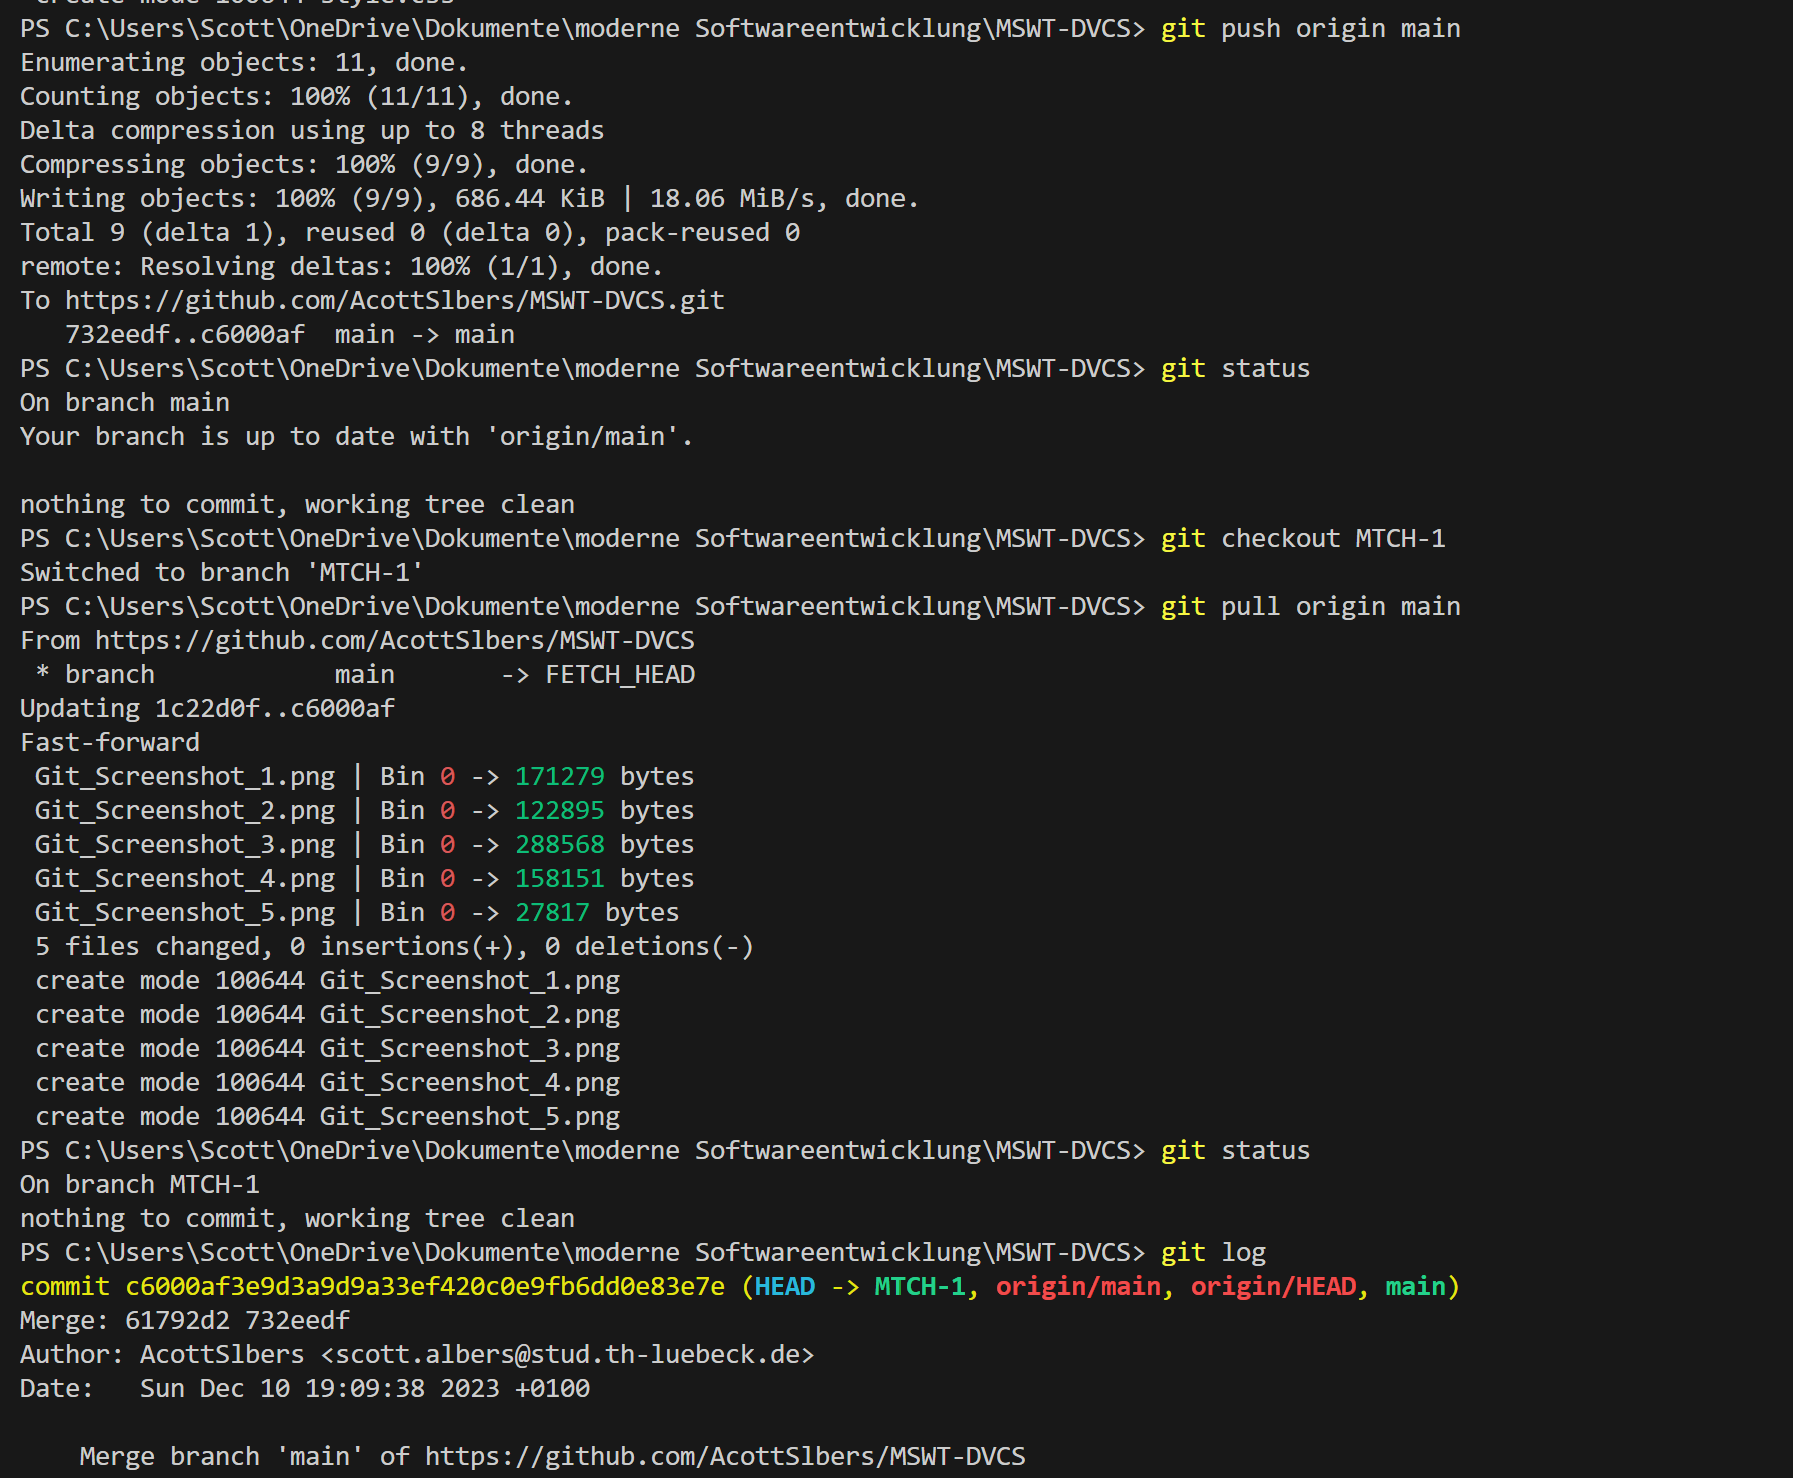 create mode 100644 style.css
PS C:\Users\Scott\OneDrive\Dokumente\moderne Softwareentwicklung\MSWT-DVCS> git push origin main
Enumerating objects: 11, done.
Counting objects: 100% (11/11), done.
Delta compression using up to 8 threads
Compressing objects: 100% (9/9), done.
Writing objects: 100% (9/9), 686.44 KiB | 18.06 MiB/s, done.
Total 9 (delta 1), reused 0 (delta 0), pack-reused 0
remote: Resolving deltas: 100% (1/1), done.
To https://github.com/AcottSlbers/MSWT-DVCS.git
   732eedf..c6000af  main -> main
PS C:\Users\Scott\OneDrive\Dokumente\moderne Softwareentwicklung\MSWT-DVCS> git status
On branch main
Your branch is up to date with 'origin/main'.
nothing to commit, working tree clean
PS C:\Users\Scott\OneDrive\Dokumente\moderne Softwareentwicklung\MSWT-DVCS> git checkout MTCH-1
Switched to branch 'MTCH-1'
PS C:\Users\Scott\OneDrive\Dokumente\moderne Softwareentwicklung\MSWT-DVCS> git pull origin main
From https://github.com/AcottSlbers/MSWT-DVCS
 * branch            main       -> FETCH_HEAD
Updating 1c22d0f..c6000af
Fast-forward
 Git_Screenshot_1.png | Bin 0 -> 171279 bytes
 Git_Screenshot_2.png | Bin 0 -> 122895 bytes
 Git_Screenshot_3.png | Bin 0 -> 288568 bytes
 Git_Screenshot_4.png | Bin 0 -> 158151 bytes
 Git_Screenshot_5.png | Bin 0 -> 27817 bytes
 5 files changed, 0 insertions(+), 0 deletions(-)
 create mode 100644 Git_Screenshot_1.png
 create mode 100644 Git_Screenshot_2.png
 create mode 100644 Git_Screenshot_3.png
 create mode 100644 Git_Screenshot_4.png
 create mode 100644 Git_Screenshot_5.png
PS C:\Users\Scott\OneDrive\Dokumente\moderne Softwareentwicklung\MSWT-DVCS> git status
On branch MTCH-1
nothing to commit, working tree clean
PS C:\Users\Scott\OneDrive\Dokumente\moderne Softwareentwicklung\MSWT-DVCS> git log
commit c6000af3e9d3a9d9a33ef420c0e9fb6dd0e83e7e (HEAD -> MTCH-1, origin/main, origin/HEAD, main)
Merge: 61792d2 732eedf
Author: AcottSlbers <scott.albers@stud.th-luebeck.de>
Date:   Sun Dec 10 19:09:38 2023 +0100
    Merge branch 'main' of https://github.com/AcottSlbers/MSWT-DVCS